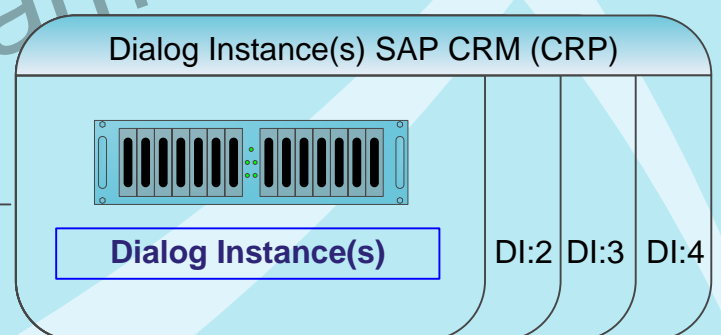 Dialog Instance(s) SAP CRM (CRP)
Dialog Instance(s)
DI:2
DI:3
DI:4